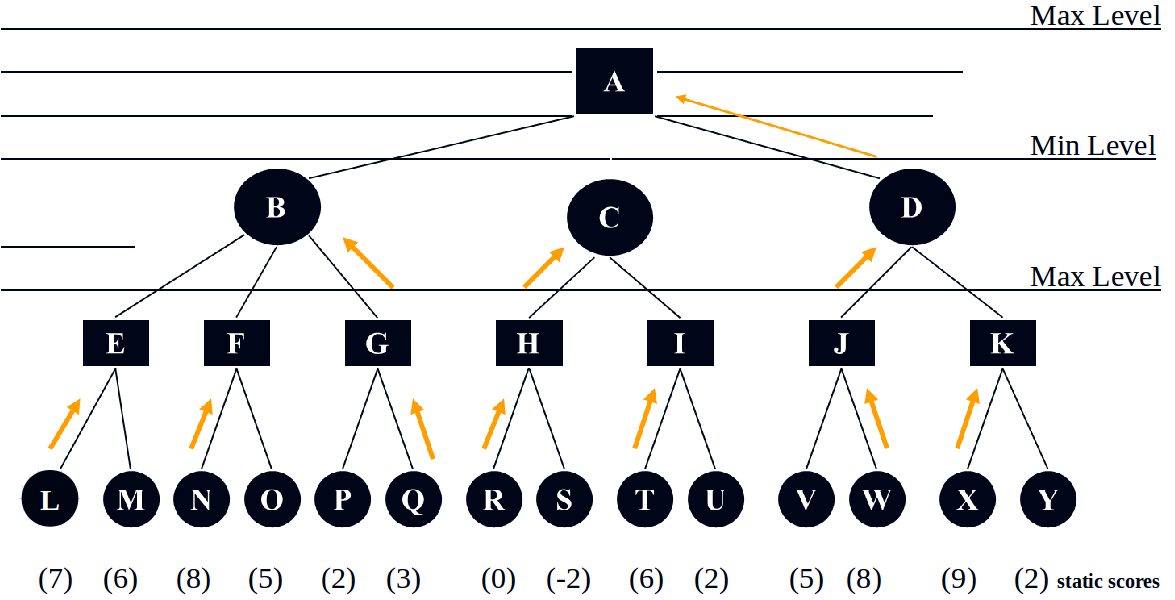 Max Level
A
Min Level
B C D
Max Level
E F G H I J K
L M N O P Q R S T U V W X Y
(7) (6) (8) (5) (2) (3) (0) (-2) (6) (2) (5) (8) (9) (2) static scores